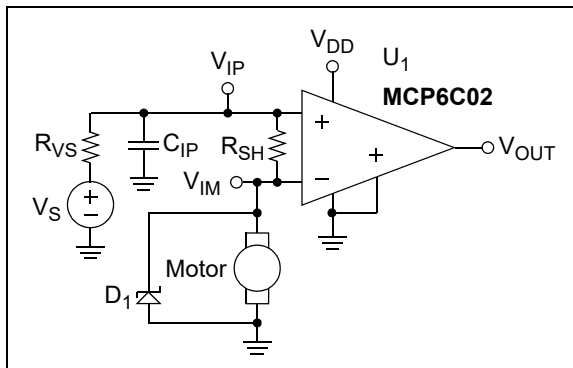 V_DD
U_1
MCP6C02
V_IP
+
R_VS
C_IP
R_SH
V_OUT
+
V_IM
−
+
−
V_S
Motor
D_1